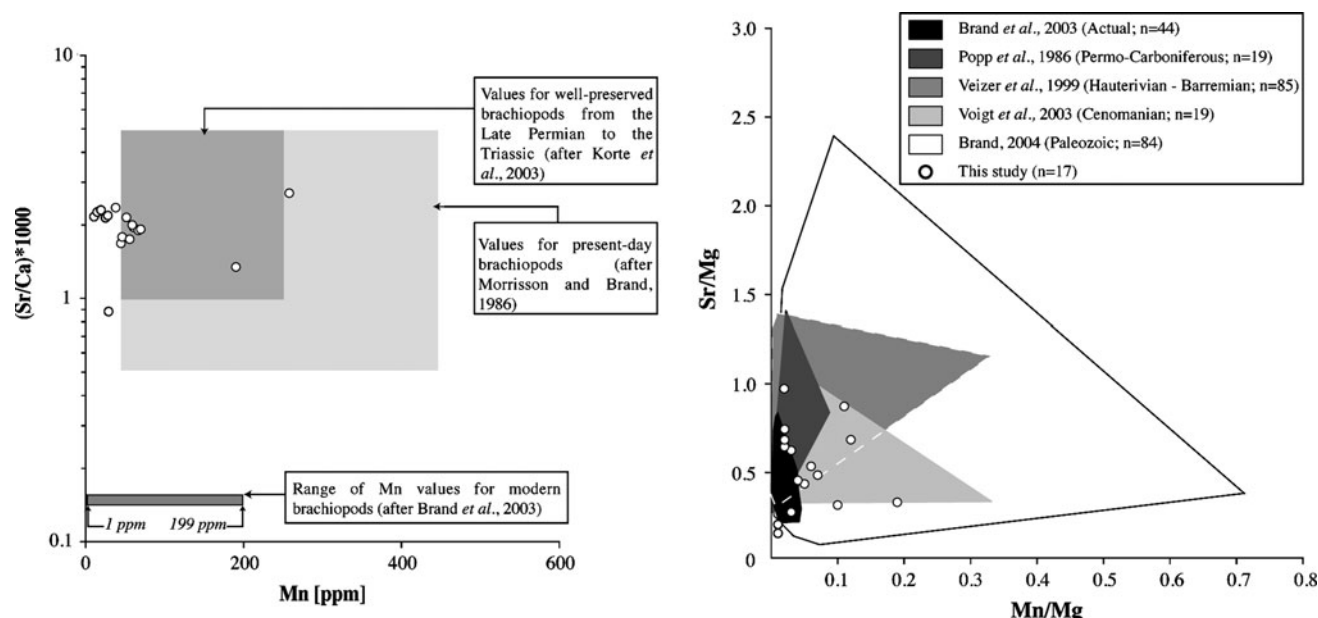 10
1
0.1
(Sr/Ca)*1000
0
200
400
600
Mn [ppm]
Values for well-preserved
brachiopods from the
Late Permian to the
Triassic (after Korte et
al., 2003)
Values for present-day
brachiopods (after
Morrisson and Brand,
1986)
Range of Mn values for modern
brachiopods (after Brand et al., 2003)
1 ppm
199 ppm
3.0
2.5
2.0
1.5
1.0
0.5
0
Sr/Mg
0.1
0.2
0.3
0.4
0.5
0.6
0.7
0.8
Mn/Mg
Brand et al., 2003 (Actual; n=44)
Popp et al., 1986 (Permo-Carboniferous; n=19)
Veizer et al., 1999 (Hauterivian - Barremian; n=85)
Voigt et al., 2003 (Cenomanian; n=19)
Brand, 2004 (Paleozoic; n=84)
This study (n=17)